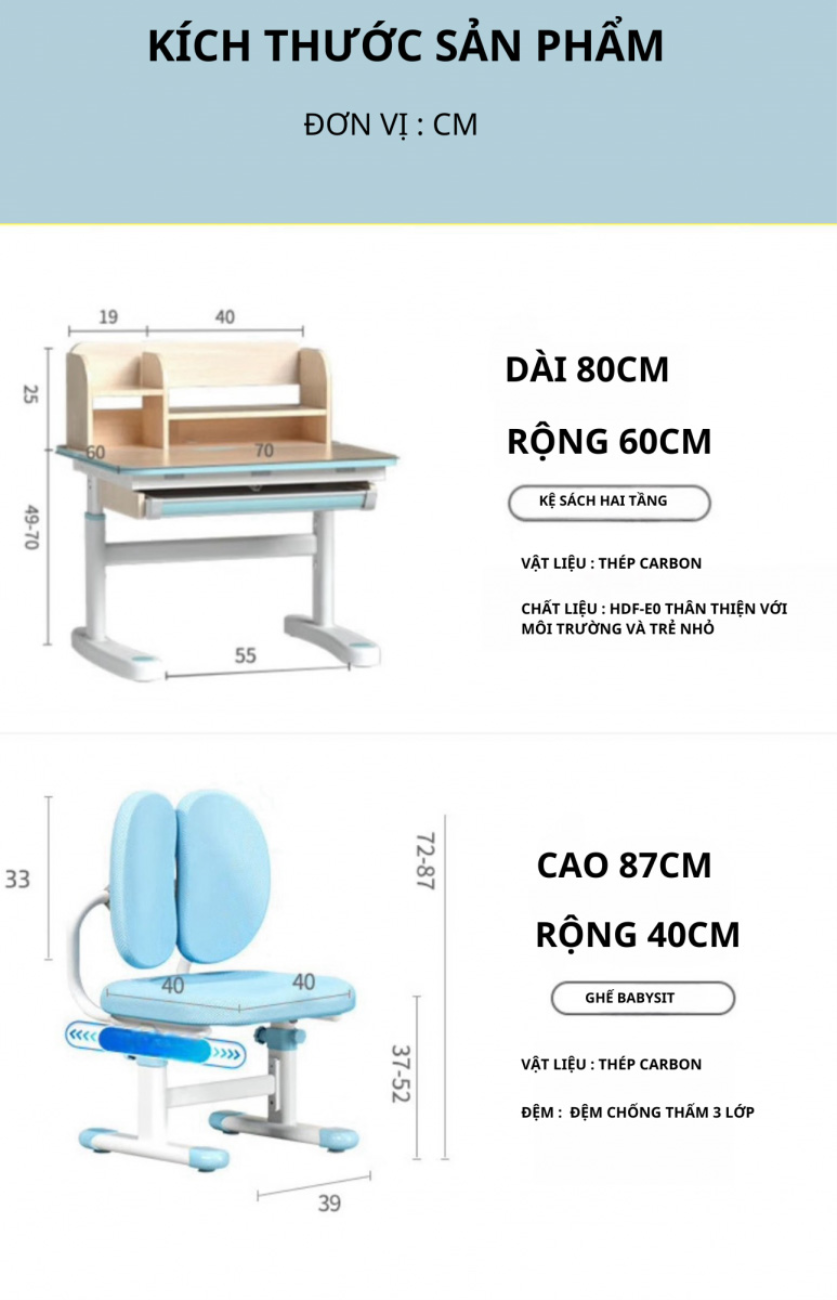 KÍCH THƯỚC SẢN PHẨM
ĐƠN VỊ : CM
19
40
25
60
70
49-70
55
DÀI 80CM
RỘNG 60CM
KỆ SÁCH HAI TẦNG
VẬT LIỆU : THÉP CARBON
CHẤT LIỆU : HDF-E0 THÂN THIỆN VỚI
MÔI TRƯỜNG VÀ TRẺ NHỎ
33
72-87
40
40
37-52
39
CAO 87CM
RỘNG 40CM
GHẾ BABYSIT
VẬT LIỆU : THÉP CARBON
ĐỆM : ĐỆM CHỐNG THẤM 3 LỚP